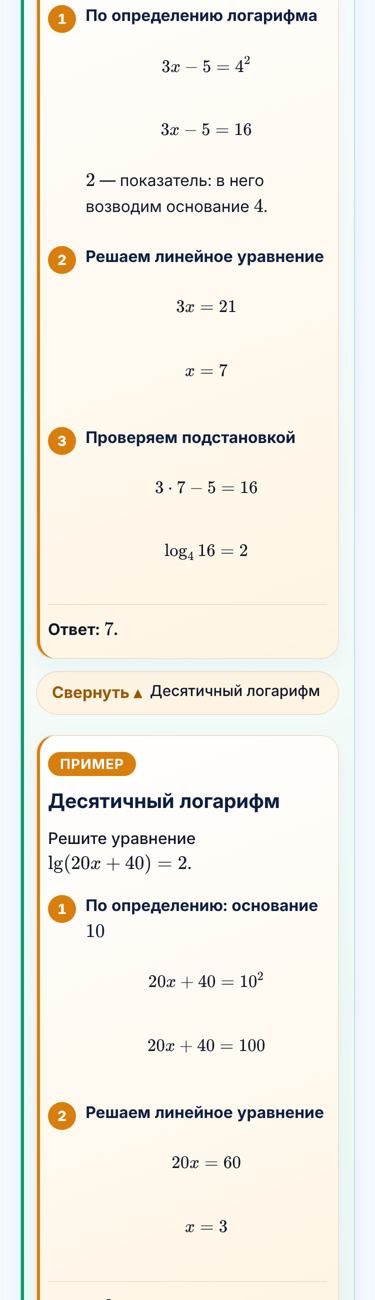 1 По определению логарифма
3x − 5 = 4²
3x − 5 = 16
2 — показатель: в него
возводим основание 4.
2 Решаем линейное уравнение
3x = 21
x = 7
3 Проверяем подстановкой
3 · 7 − 5 = 16
log₄ 16 = 2
Ответ: 7.
Свернуть ▴ Десятичный логарифм
ПРИМЕР
Десятичный логарифм
Решите уравнение
lg(20x + 40) = 2.
1 По определению: основание
10
20x + 40 = 10²
20x + 40 = 100
2 Решаем линейное уравнение
20x = 60
x = 3